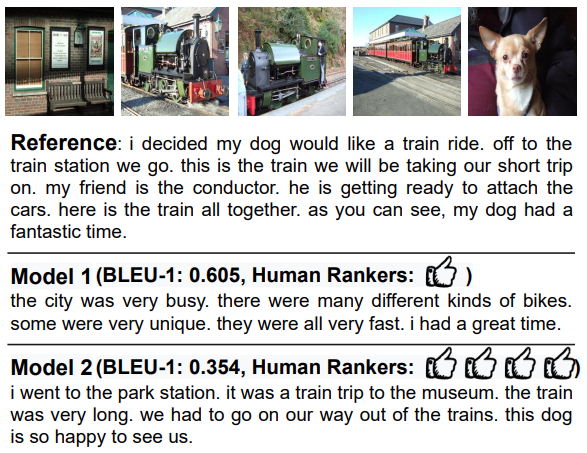 Reference: i decided my dog would like a train ride. off to the
train station we go. this is the train we will be taking our short trip
on. my friend is the conductor. he is getting ready to attach the
cars. here is the train all together. as you can see, my dog had a
fantastic time.
Model 1 (BLEU-1: 0.605, Human Rankers: )
the city was very busy. there were many different kinds of bikes.
some were very unique. they were all very fast. i had a great time.
Model 2 (BLEU-1: 0.354, Human Rankers: )
i went to the park station. it was a train trip to the museum. the train
was very long. we had to go on our way out of the trains. this dog
is so happy to see us.